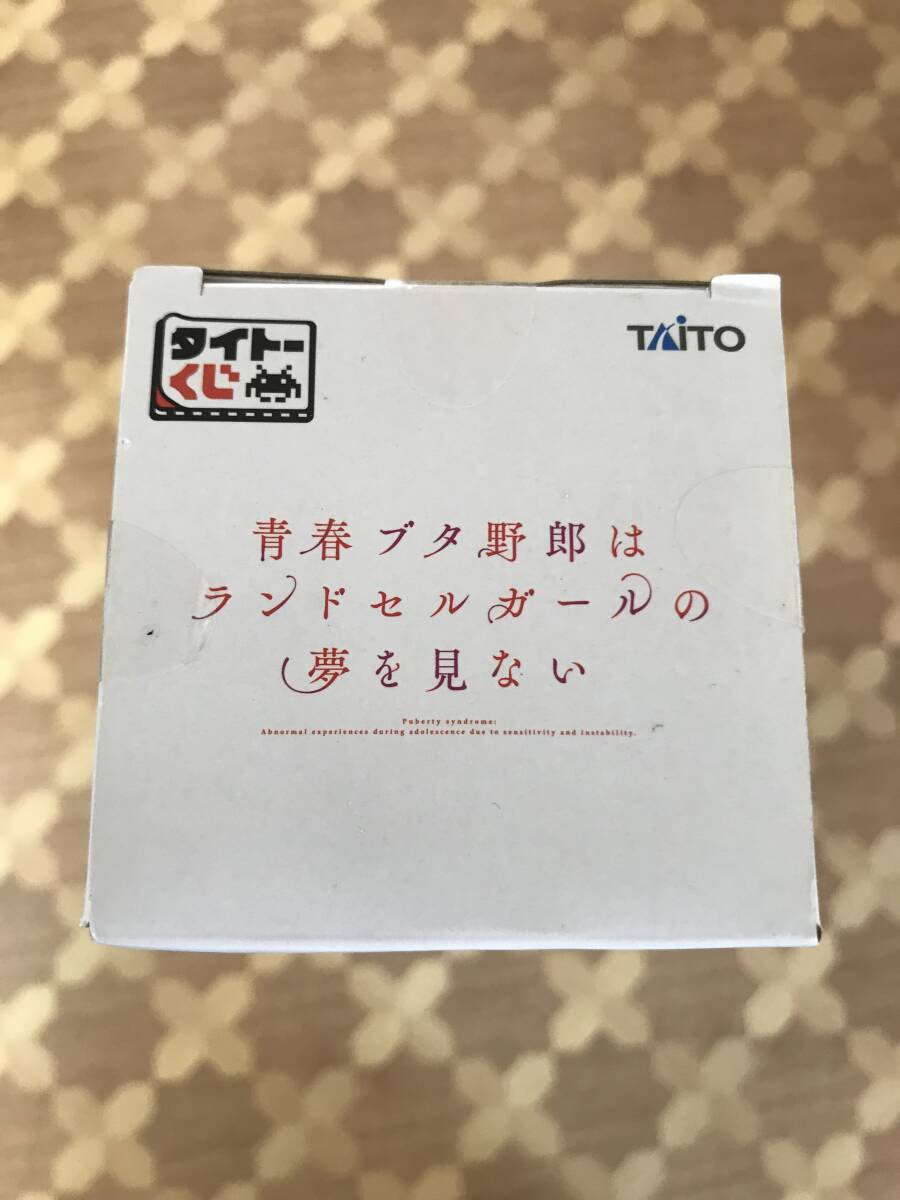 タイトー
くじ
TAITO
青春ブタ野郎は
ランドセルガールの
夢を見ない
Puberty syndrome:
Abnormal experiences during adolescence due to sensitivity and instability.